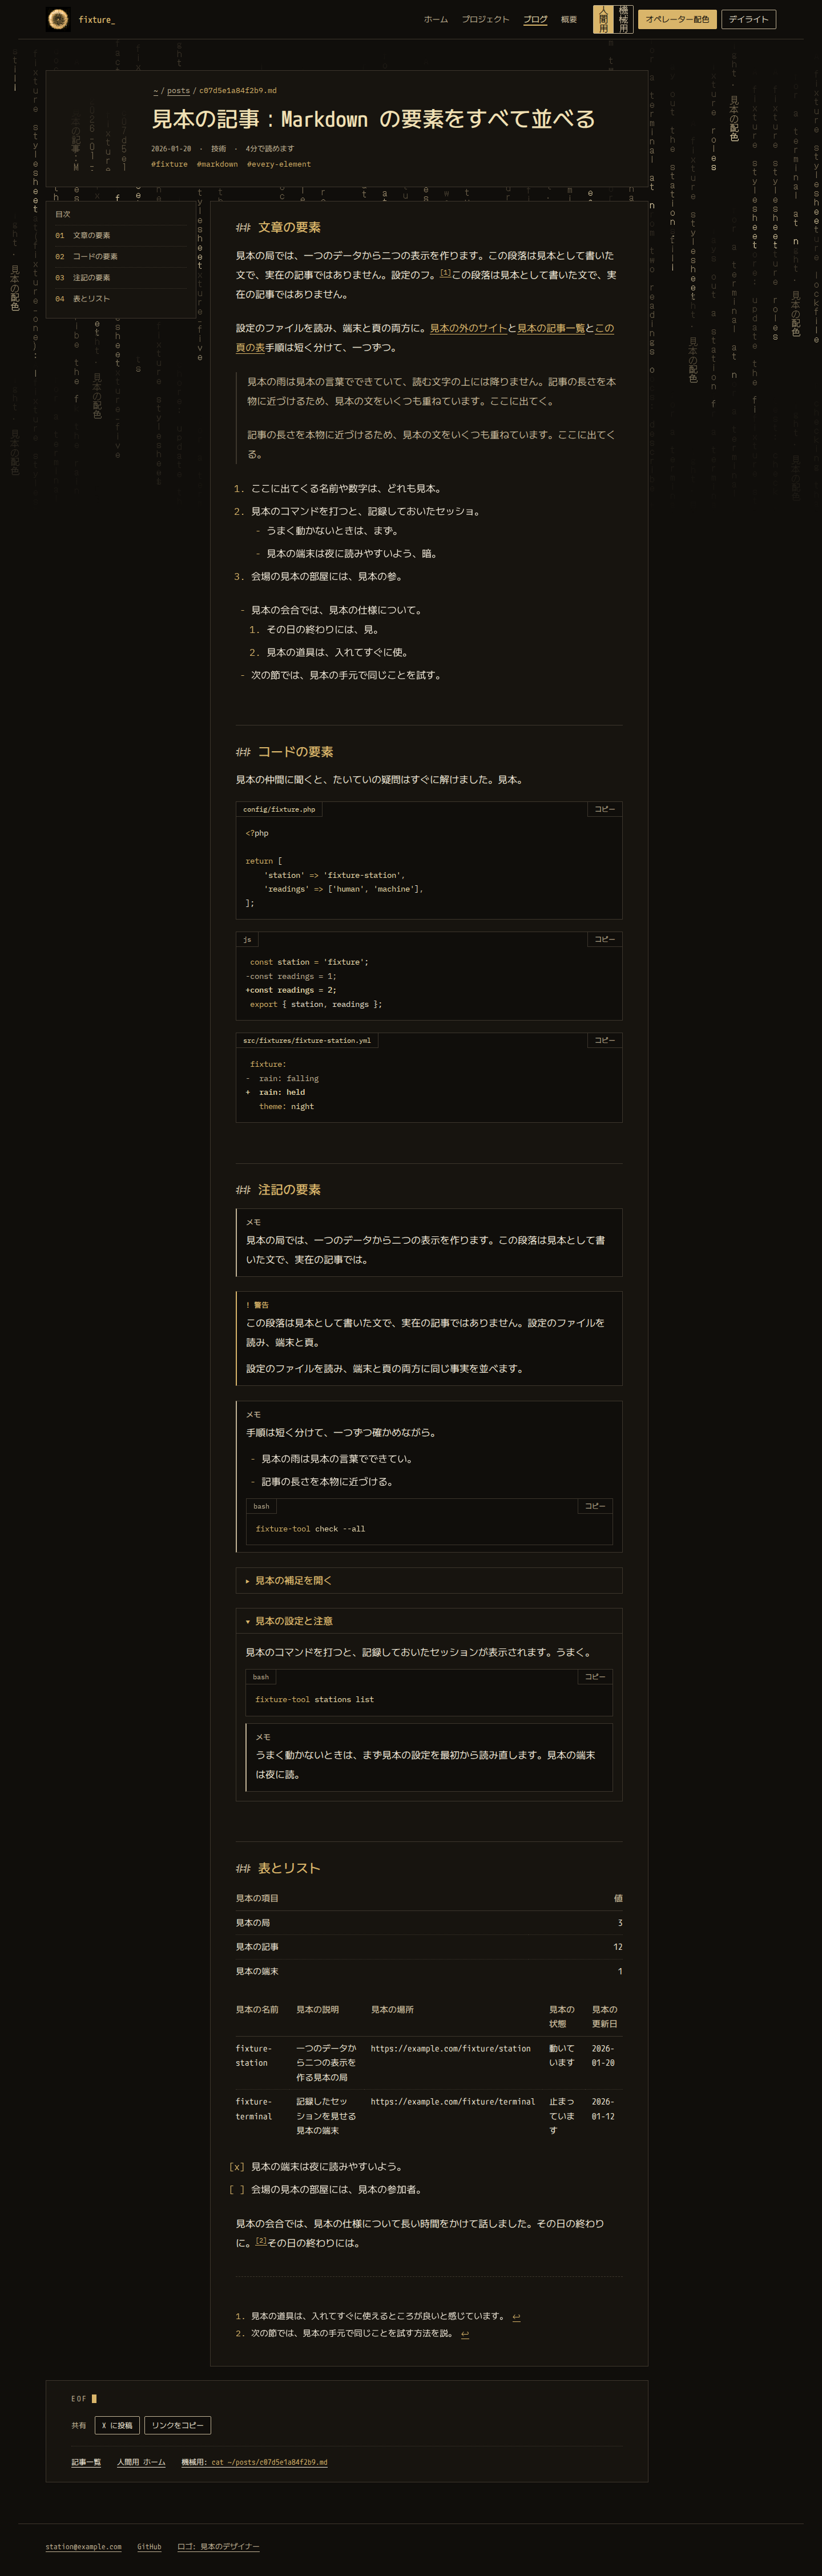 fixture_
ホーム プロジェクト ブログ 概要 人間用 機械用 オペレーター配色 デイライト
~ / posts / c07d5e1a84f2b9.md
見本の記事：Markdown の要素をすべて並べる
2026-01-20 · 技術 · 4分で読めます
#fixture #markdown #every-element
目次
01 文章の要素
02 コードの要素
03 注記の要素
04 表とリスト
## 文章の要素
見本の局では、一つのデータから二つの表示を作ります。この段落は見本として書いた
文で、実在の記事ではありません。設定のフ。[1]この段落は見本として書いた文で、実
在の記事ではありません。
設定のファイルを読み、端末と頁の両方に。見本の外のサイトと見本の記事一覧とこの
頁の表手順は短く分けて、一つずつ。
見本の雨は見本の言葉でできていて、読む文字の上には降りません。記事の長さを本
物に近づけるため、見本の文をいくつも重ねています。ここに出てく。
記事の長さを本物に近づけるため、見本の文をいくつも重ねています。ここに出てく
る。
1. ここに出てくる名前や数字は、どれも見本。
2. 見本のコマンドを打つと、記録しておいたセッショ。
- うまく動かないときは、まず。
- 見本の端末は夜に読みやすいよう、暗。
3. 会場の見本の部屋には、見本の参。
- 見本の会合では、見本の仕様について。
1. その日の終わりには、見。
2. 見本の道具は、入れてすぐに使。
- 次の節では、見本の手元で同じことを試す。
## コードの要素
見本の仲間に聞くと、たいていの疑問はすぐに解けました。見本。
config/fixture.php コピー
<?php
return [
'station' => 'fixture-station',
'readings' => ['human', 'machine'],
];
js コピー
const station = 'fixture';
-const readings = 1;
+const readings = 2;
export { station, readings };
src/fixtures/fixture-station.yml コピー
fixture:
- rain: falling
+ rain: held
theme: night
## 注記の要素
メモ
見本の局では、一つのデータから二つの表示を作ります。この段落は見本として書
いた文で、実在の記事では。
! 警告
この段落は見本として書いた文で、実在の記事ではありません。設定のファイルを
読み、端末と頁。
設定のファイルを読み、端末と頁の両方に同じ事実を並べます。
メモ
手順は短く分けて、一つずつ確かめながら。
- 見本の雨は見本の言葉でできてい。
- 記事の長さを本物に近づける。
bash コピー
fixture-tool check --all
▸ 見本の補足を開く
▾ 見本の設定と注意
見本のコマンドを打つと、記録しておいたセッションが表示されます。うまく。
bash コピー
fixture-tool stations list
メモ
うまく動かないときは、まず見本の設定を最初から読み直します。見本の端末
は夜に読。
## 表とリスト
見本の項目 値
見本の局 3
見本の記事 12
見本の端末 1
見本の名前 見本の説明 見本の場所 見本の状態 見本の更新日
fixture-station 一つのデータから二つの表示を作る見本の局 https://example.com/fixture/station 動いています 2026-01-20
fixture-terminal 記録したセッションを見せる見本の端末 https://example.com/fixture/terminal 止まっています 2026-01-12
[x] 見本の端末は夜に読みやすいよう。
[ ] 会場の見本の部屋には、見本の参加者。
見本の会合では、見本の仕様について長い時間をかけて話しました。その日の終わり
に。[2]その日の終わりには。
1. 見本の道具は、入れてすぐに使えるところが良いと感じています。 ↩
2. 次の節では、見本の手元で同じことを試す方法を説。 ↩
EOF
共有 X に投稿 リンクをコピー
記事一覧 人間用 ホーム 機械用: cat ~/posts/c07d5e1a84f2b9.md
station@example.com GitHub ロゴ: 見本のデザイナー